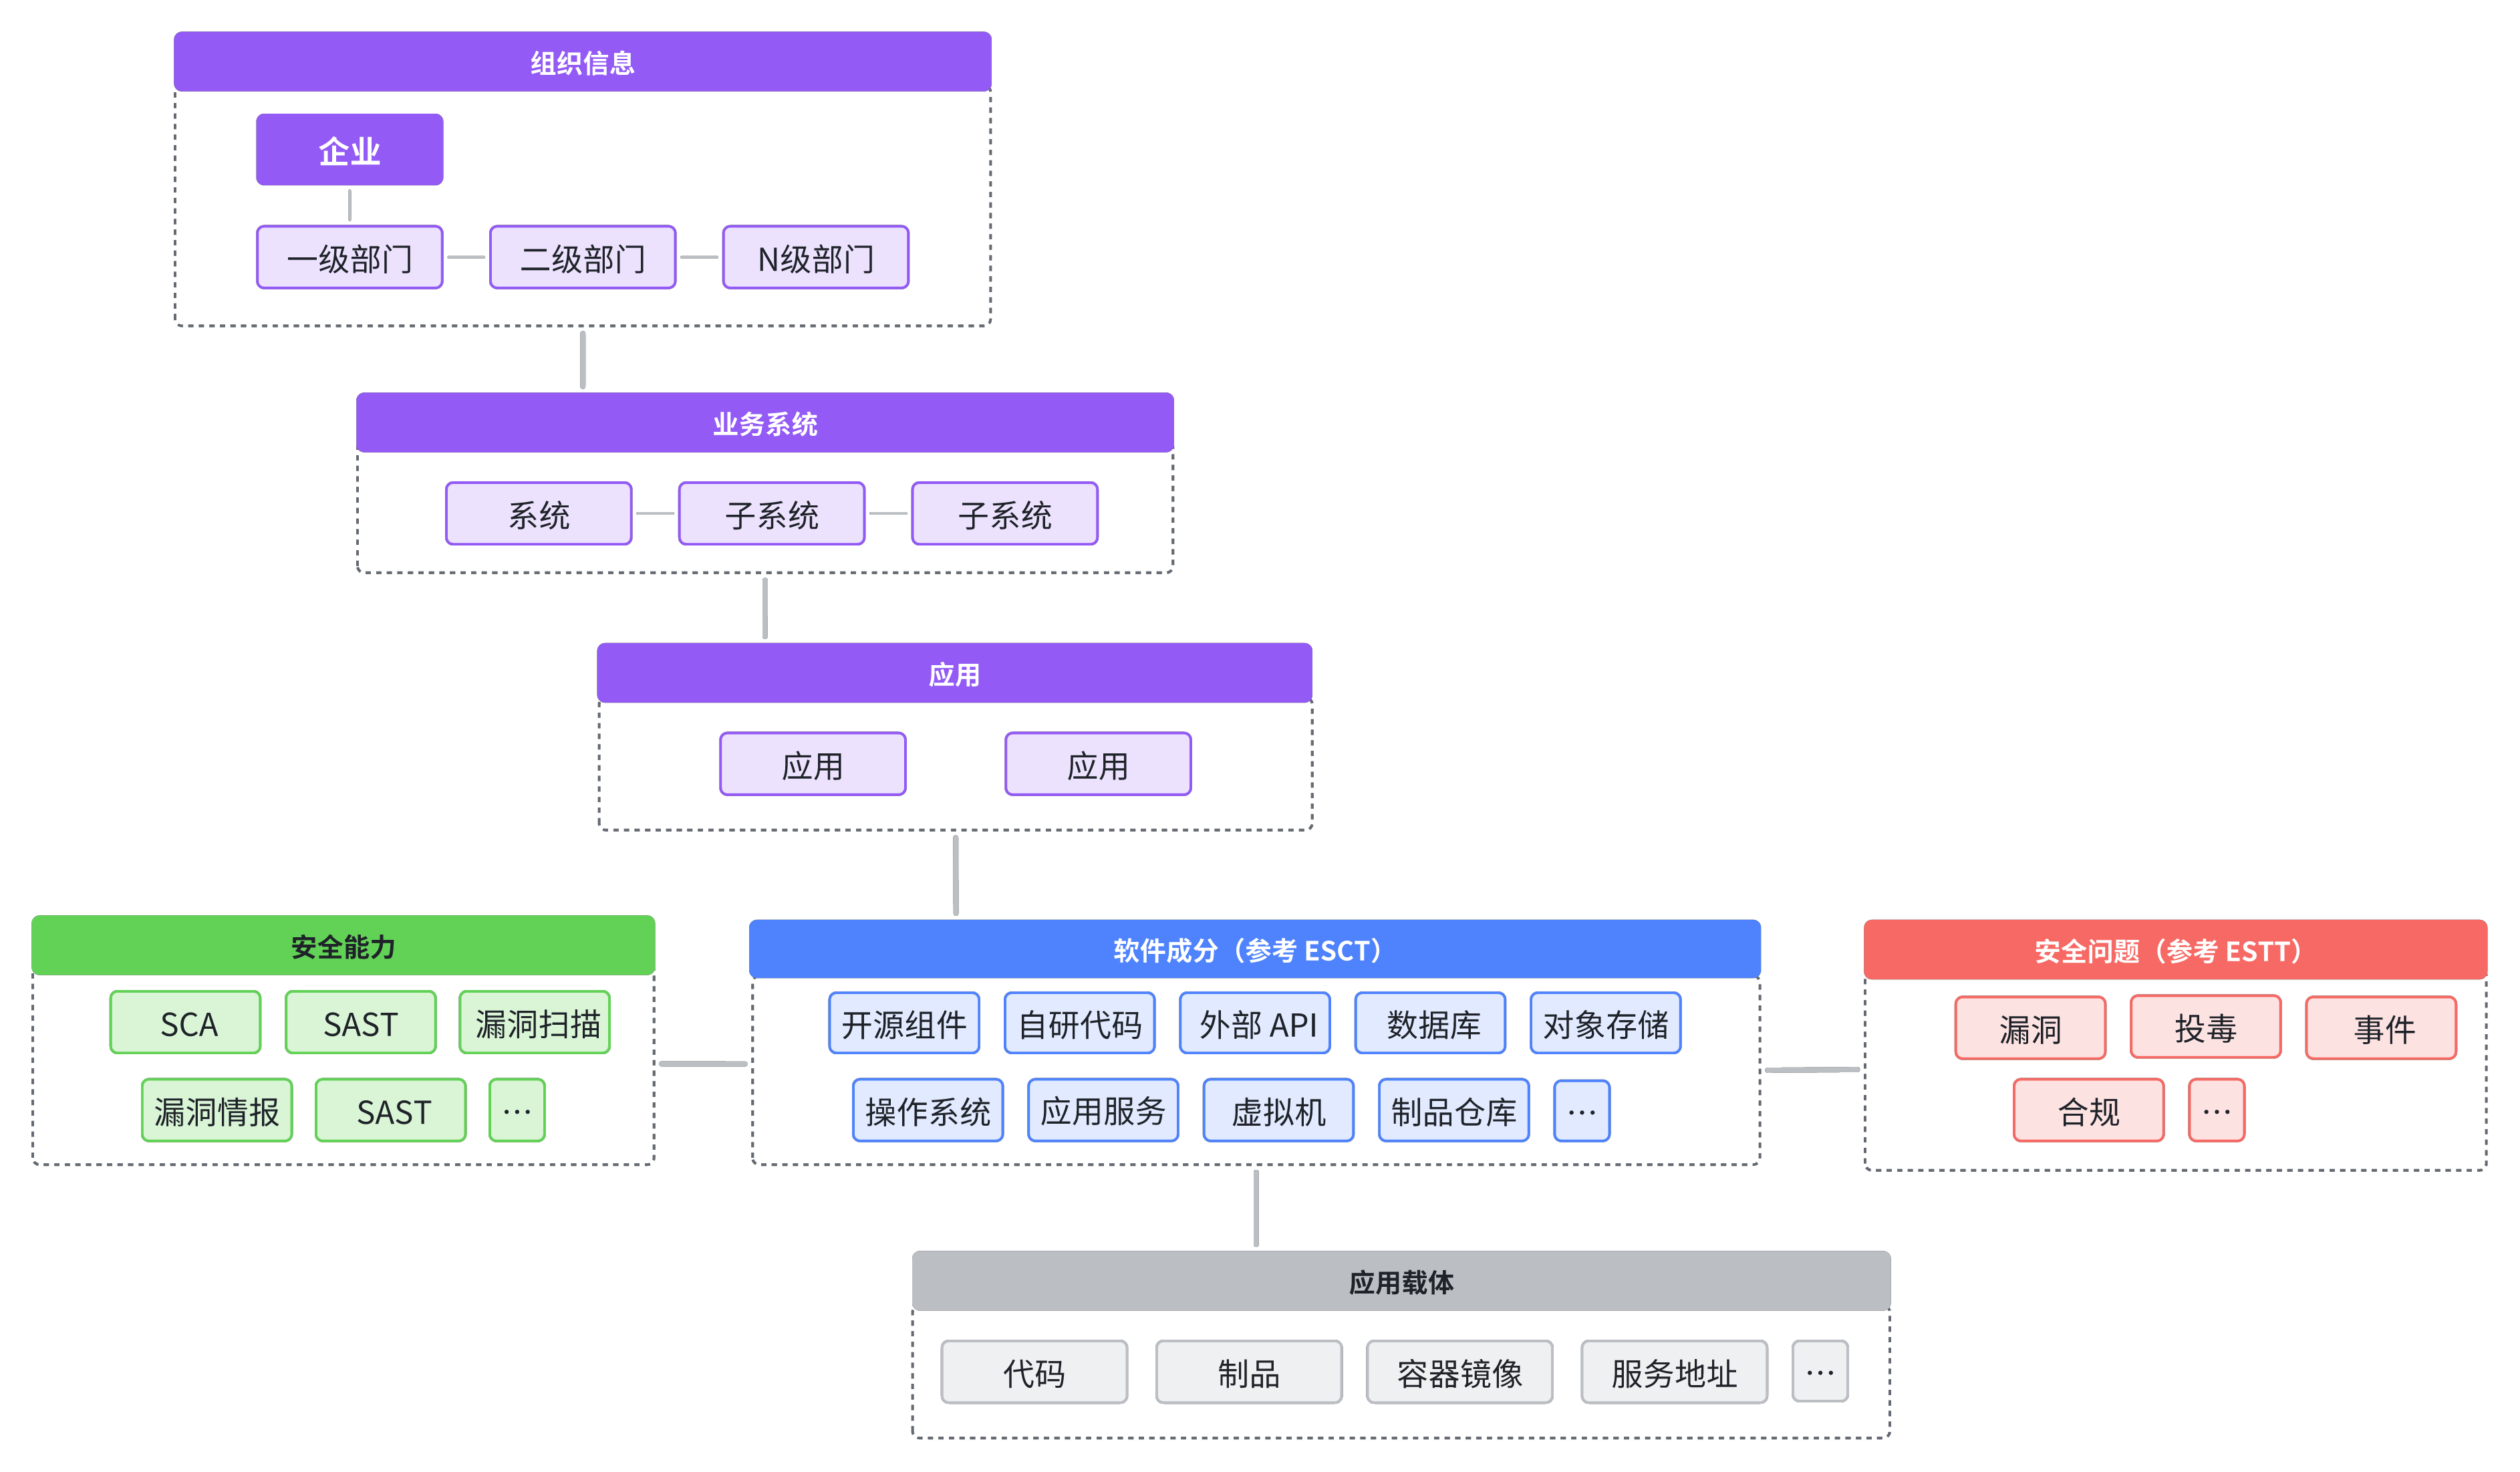 组织信息
企业
一级部门 二级部门 N级部门
业务系统
系统 子系统 子系统
应用
应用 应用
安全能力
SCA SAST 漏洞扫描
漏洞情报 SAST ...
软件成分（参考 ESCT）
开源组件 自研代码 外部 API 数据库 对象存储
操作系统 应用服务 虚拟机 制品仓库 ...
安全问题（参考 ESTT）
漏洞 投毒 事件
合规 ...
应用载体
代码 制品 容器镜像 服务地址 ...